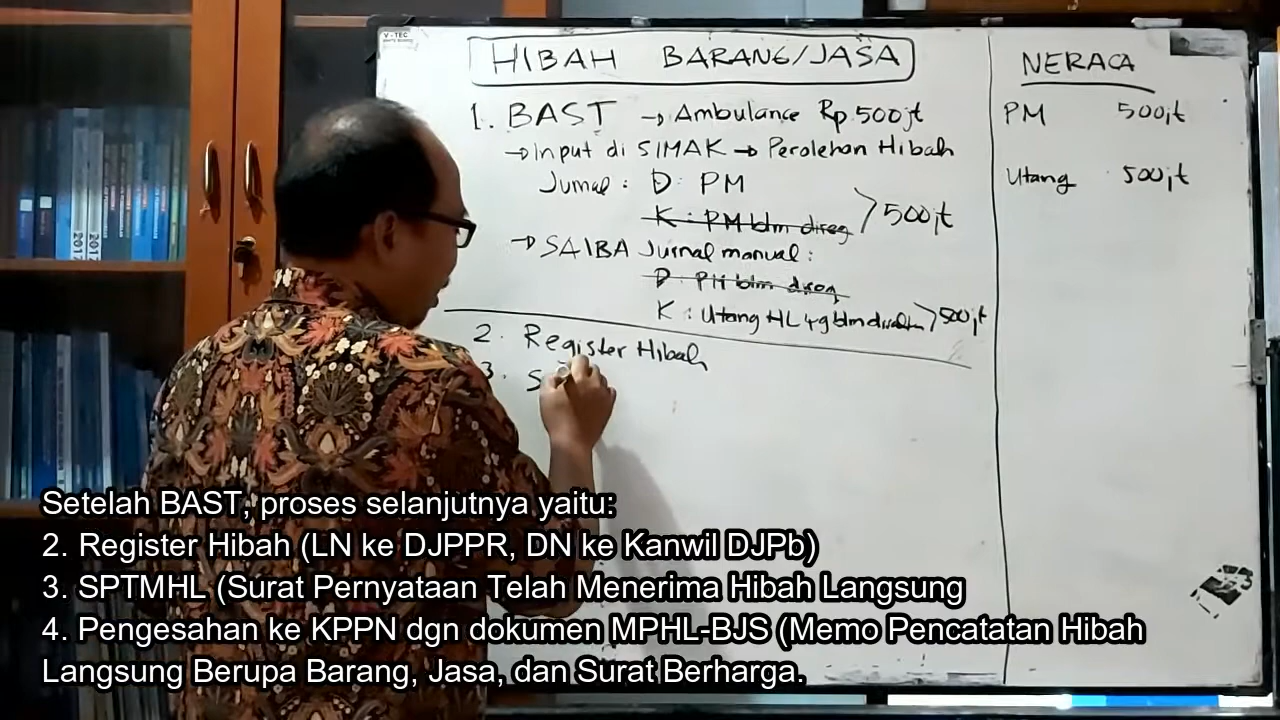 V-TEC
HIBAH BARANG/JASA
1. BAST → Ambulance Rp.500jt
→ Input di SIMAK → Perolehan Hibah
Jurnal : D: PM
K : PM blm direg
500jt
→ SAIBA Jurnal manual :
D : PM blm direg
K : Utang HL yg blm
500jt
2. Register Hibah
3. S
NERACA
PM 500jt
Utang 500jt
Setelah BAST, proses selanjutnya yaitu:
2. Register Hibah (LN ke DJPPR, DN ke Kanwil DJPb)
3. SPTMHL (Surat Pernyataan Telah Menerima Hibah Langsung
4. Pengesahan ke KPPN dgn dokumen MPHL-BJS (Memo Pencatatan Hibah
Langsung Berupa Barang, Jasa, dan Surat Berharga.